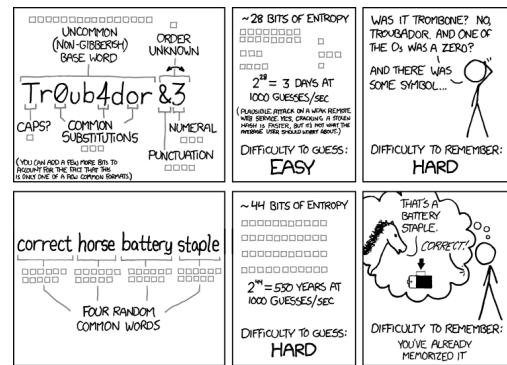 UNCOMMON
(NON-GIBBERISH)
BASE WORD
ORDER
UNKNOWN
Tr0ub4dor &3
CAPS?
COMMON
SUBSTITUTIONS
NUMERAL
PUNCTUATION
(YOU CAN ADD A FEW MORE BITS TO
ACCOUNT FOR THE FACT THAT THIS
IS ONLY ONE OF A FEW COMMON FORMATS.)
~28 BITS OF ENTROPY
2²⁸ = 3 DAYS AT
1000 GUESSES/SEC
(PLAUSIBLE ATTACK ON A WEAK REMOTE
WEB SERVICE. YES, CRACKING A STOLEN
HASH IS FASTER, BUT IT'S NOT WHAT THE
AVERAGE USER SHOULD WORRY ABOUT.)
DIFFICULTY TO GUESS:
EASY
WAS IT TROMBONE? NO,
TROUBADOR. AND ONE OF
THE Os WAS A ZERO?
AND THERE WAS
SOME SYMBOL...
DIFFICULTY TO REMEMBER:
HARD
correct horse battery staple
FOUR RANDOM
COMMON WORDS
~44 BITS OF ENTROPY
2⁴⁴ = 550 YEARS AT
1000 GUESSES/SEC
DIFFICULTY TO GUESS:
HARD
THAT'S A
BATTERY
STAPLE.
CORRECT!
DIFFICULTY TO REMEMBER:
YOU'VE ALREADY
MEMORIZED IT